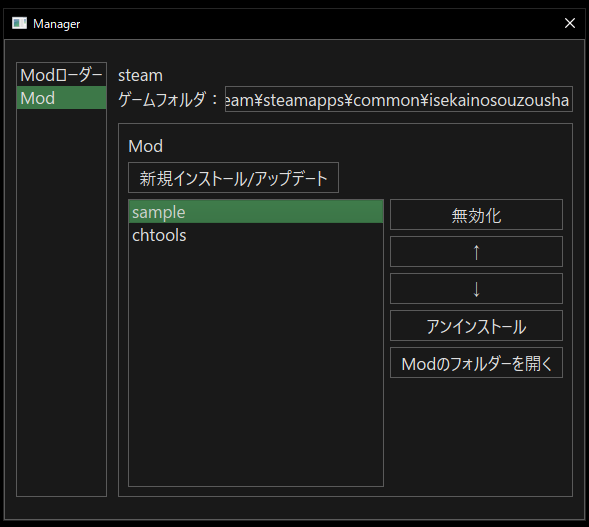 Manager
Modローダー
Mod
steam
ゲームフォルダ：
eam¥steamapps¥common¥isekainosouzousha
Mod
新規インストール/アップデート
sample
chtools
無効化
↑
↓
アンインストール
Modのフォルダーを開く